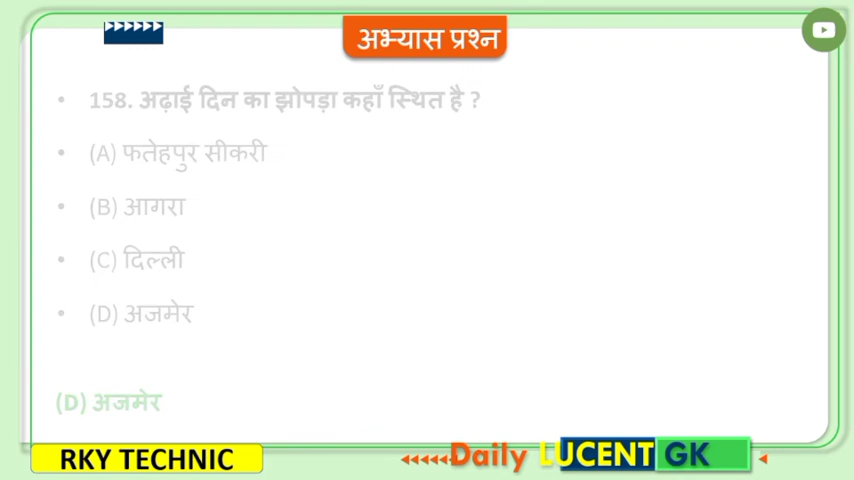 अभ्यास प्रश्न
• 158. अढ़ाई दिन का झोपड़ा कहाँ स्थित है ?
• (A) फतेहपुर सीकरी
• (B) आगरा
• (C) दिल्ली
• (D) अजमेर
(D) अजमेर
RKY TECHNIC
Daily LUCENT GK